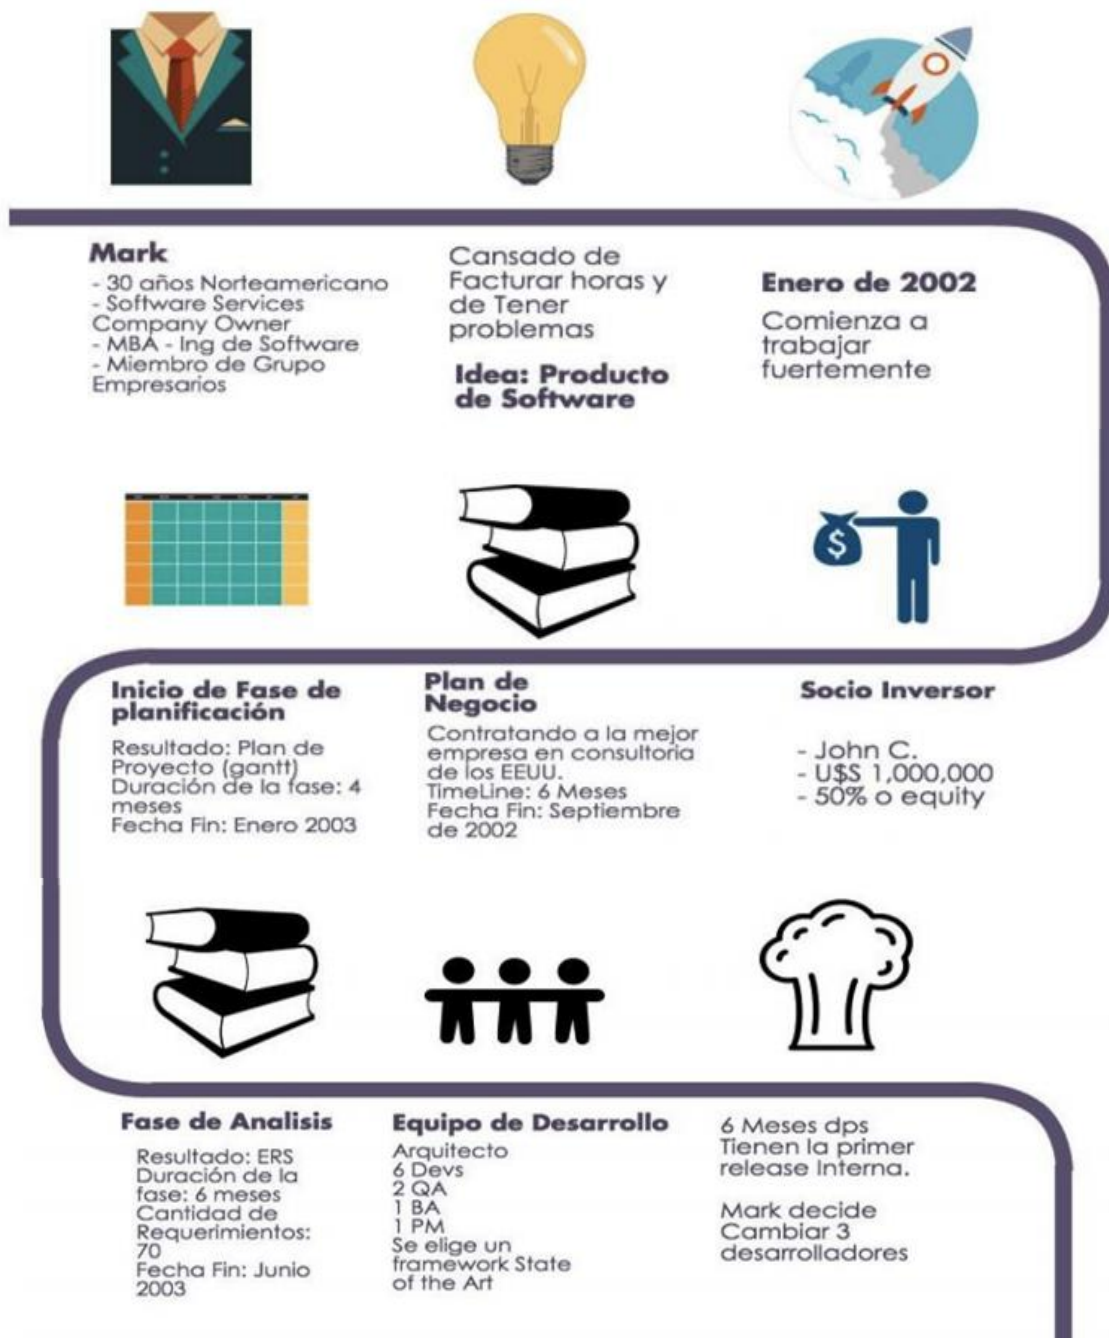 Mark
- 30 años Norteamericano
- Software Services
Company Owner
- MBA - Ing de Software
- Miembro de Grupo
Empresarios
Cansado de
Facturar horas y
de Tener
problemas
Idea: Producto
de Software
Enero de 2002
Comienza a
trabajar
fuertemente
$
Socio Inversor
- John C.
- U$S 1,000,000
- 50% o equity
Plan de
Negocio
Contratando a la mejor
empresa en consultoria
de los EEUU.
TimeLine: 6 Meses
Fecha Fin: Septiembre
de 2002
Inicio de Fase de
planificación
Resultado: Plan de
Proyecto (gantt)
Duración de la fase: 4
meses
Fecha Fin: Enero 2003
Fase de Analisis
Resultado: ERS
Duración de la
fase: 6 meses
Cantidad de
Requerimientos:
70
Fecha Fin: Junio
2003
Equipo de Desarrollo
Arquitecto
6 Devs
2 QA
1 BA
1 PM
Se elige un
framework State
of the Art
6 Meses dps
Tienen la primer
release Interna.
Mark decide
Cambiar 3
desarrolladores